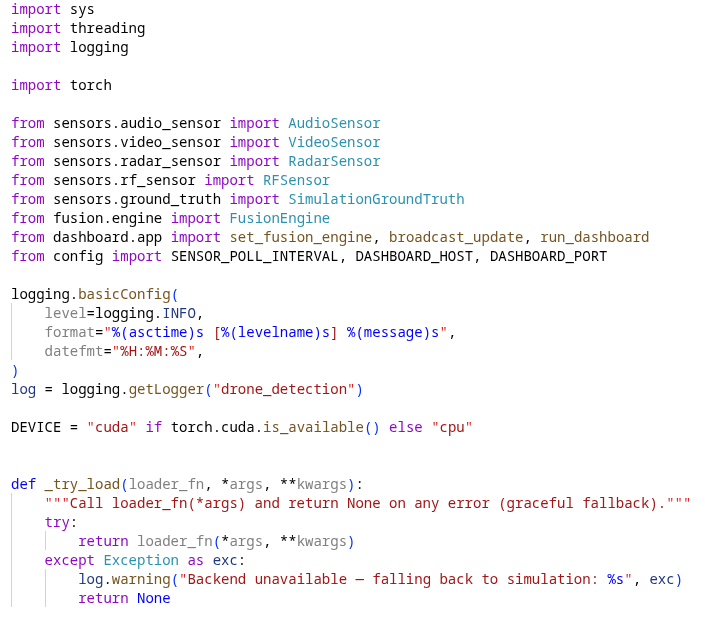 import sys
import threading
import logging

import torch

from sensors.audio_sensor import AudioSensor
from sensors.video_sensor import VideoSensor
from sensors.radar_sensor import RadarSensor
from sensors.rf_sensor import RFSensor
from sensors.ground_truth import SimulationGroundTruth
from fusion.engine import FusionEngine
from dashboard.app import set_fusion_engine, broadcast_update, run_dashboard
from config import SENSOR_POLL_INTERVAL, DASHBOARD_HOST, DASHBOARD_PORT

logging.basicConfig(
    level=logging.INFO,
    format="%(asctime)s [%(levelname)s] %(message)s",
    datefmt="%H:%M:%S",
)
log = logging.getLogger("drone_detection")

DEVICE = "cuda" if torch.cuda.is_available() else "cpu"


def _try_load(loader_fn, *args, **kwargs):
    """Call loader_fn(*args) and return None on any error (graceful fallback)."""
    try:
        return loader_fn(*args, **kwargs)
    except Exception as exc:
        log.warning("Backend unavailable — falling back to simulation: %s", exc)
        return None